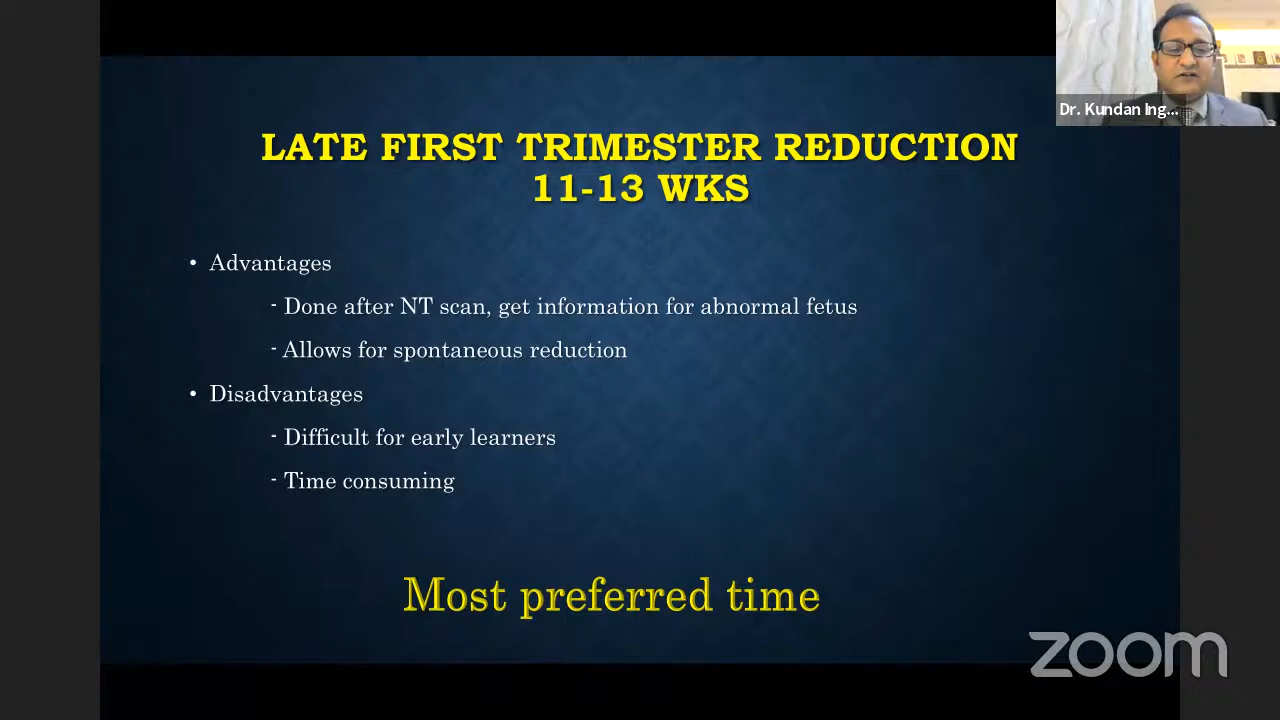 Dr. Kundan Ing...
LATE FIRST TRIMESTER REDUCTION
11-13 WKS
• Advantages
- Done after NT scan, get information for abnormal fetus
- Allows for spontaneous reduction
• Disadvantages
- Difficult for early learners
- Time consuming
Most preferred time
zoom